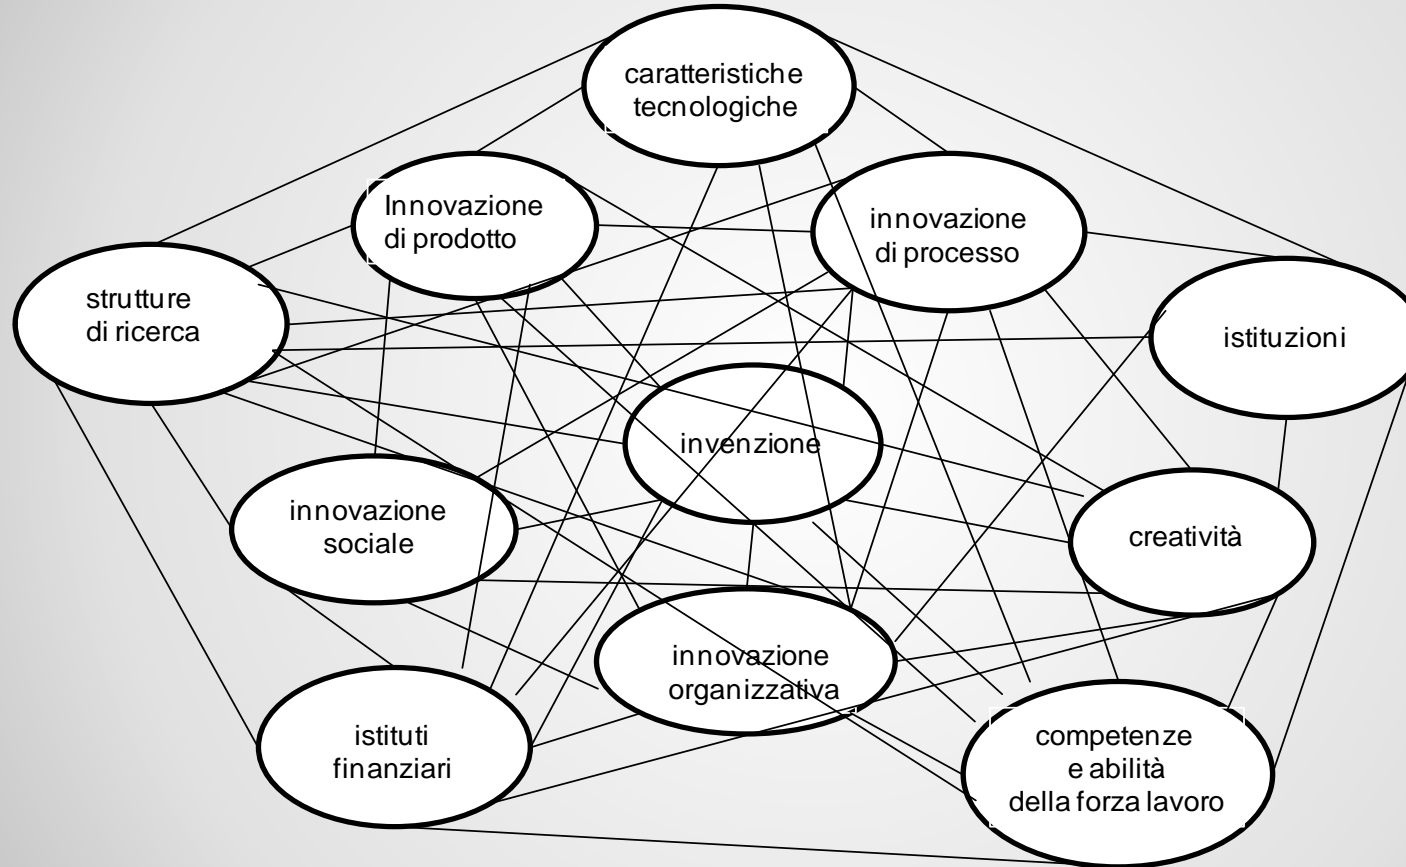 caratteristiche
tecnologiche
Innovazione
di prodotto
innovazione
di processo
strutture
di ricerca
istituzioni
invenzione
innovazione
sociale
creatività
innovazione
organizzativa
istituti
finanziari
competenze
e abilità
della forza lavoro